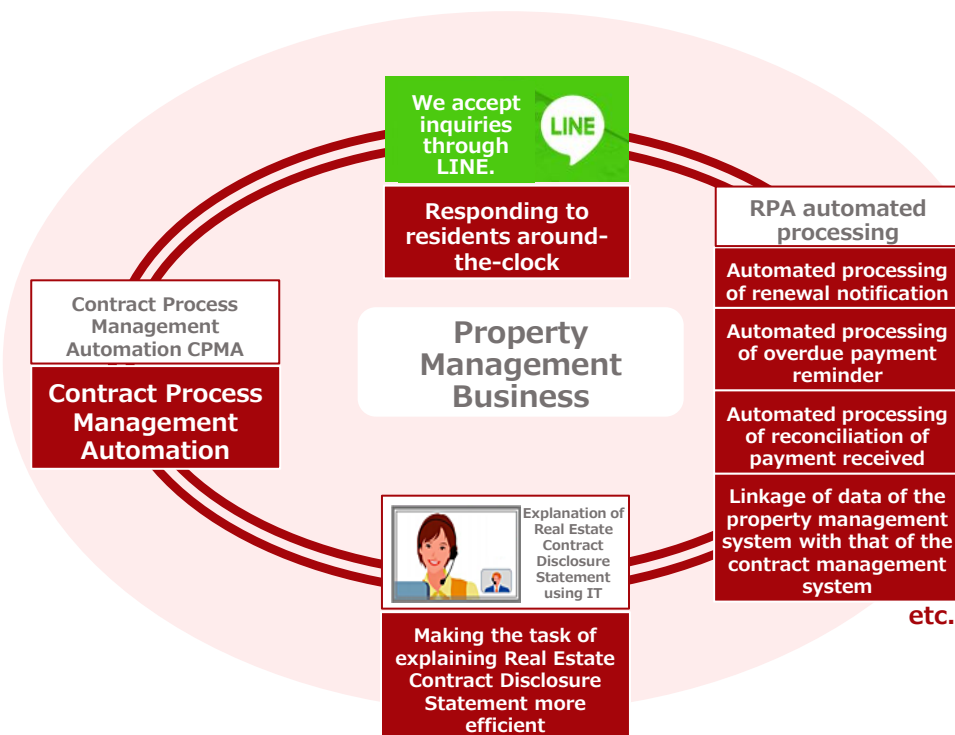 We accept
inquiries
through
LINE.
LINE
Responding to
residents around-
the-clock
RPA automated
processing
Automated processing
of renewal notification
Automated processing
of overdue payment
reminder
Automated processing
of reconciliation of
payment received
Linkage of data of the
property management
system with that of the
contract management
system
etc.
Contract Process
Management
Automation CPMA
Contract Process
Management
Automation
Property
Management
Business
Explanation of
Real Estate
Contract
Disclosure
Statement
using IT
Making the task of
explaining Real Estate
Contract Disclosure
Statement more
efficient